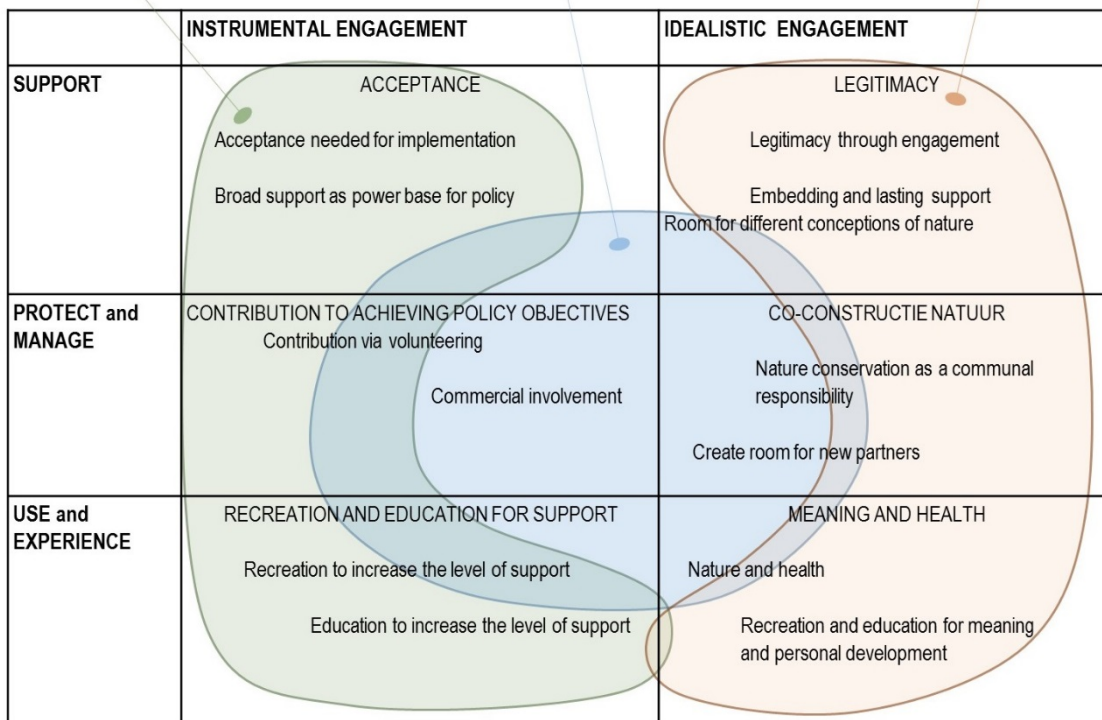 INSTRUMENTAL ENGAGEMENT
IDEALISTIC ENGAGEMENT
SUPPORT
ACCEPTANCE
Acceptance needed for implementation
Broad support as power base for policy
LEGITIMACY
Legitimacy through engagement
Embedding and lasting support
Room for different conceptions of nature
PROTECT and
MANAGE
CONTRIBUTION TO ACHIEVING POLICY OBJECTIVES
Contribution via volunteering
Commercial involvement
CO-CONSTRUCTIE NATUUR
Nature conservation as a communal
responsibility
Create room for new partners
USE and
EXPERIENCE
RECREATION AND EDUCATION FOR SUPPORT
Recreation to increase the level of support
Education to increase the level of support
MEANING AND HEALTH
Nature and health
Recreation and education for meaning
and personal development